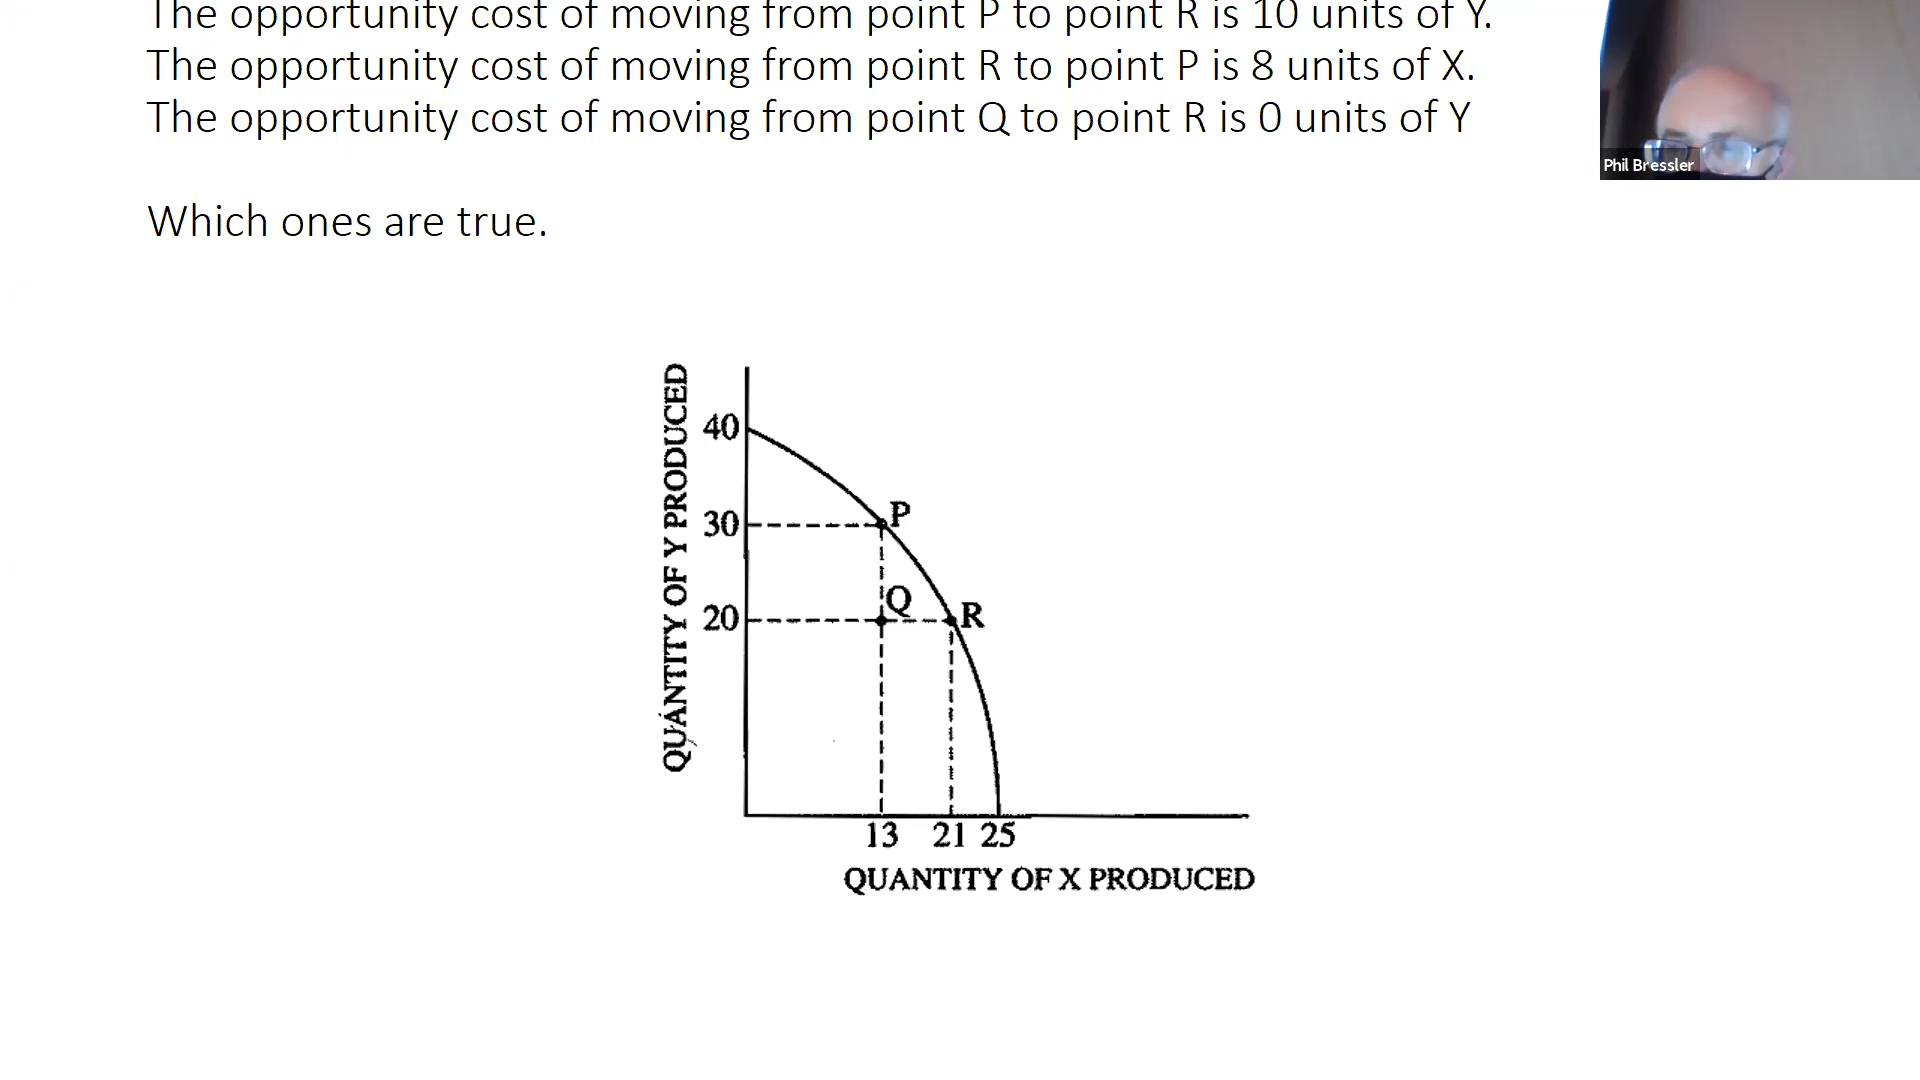 The opportunity cost of moving from point P to point R is 10 units of Y.
The opportunity cost of moving from point R to point P is 8 units of X.
The opportunity cost of moving from point Q to point R is 0 units of Y
Phil Bressler
Which ones are true.
QUANTITY OF Y PRODUCED
40
30
20
P
Q
R
13 21 25
QUANTITY OF X PRODUCED